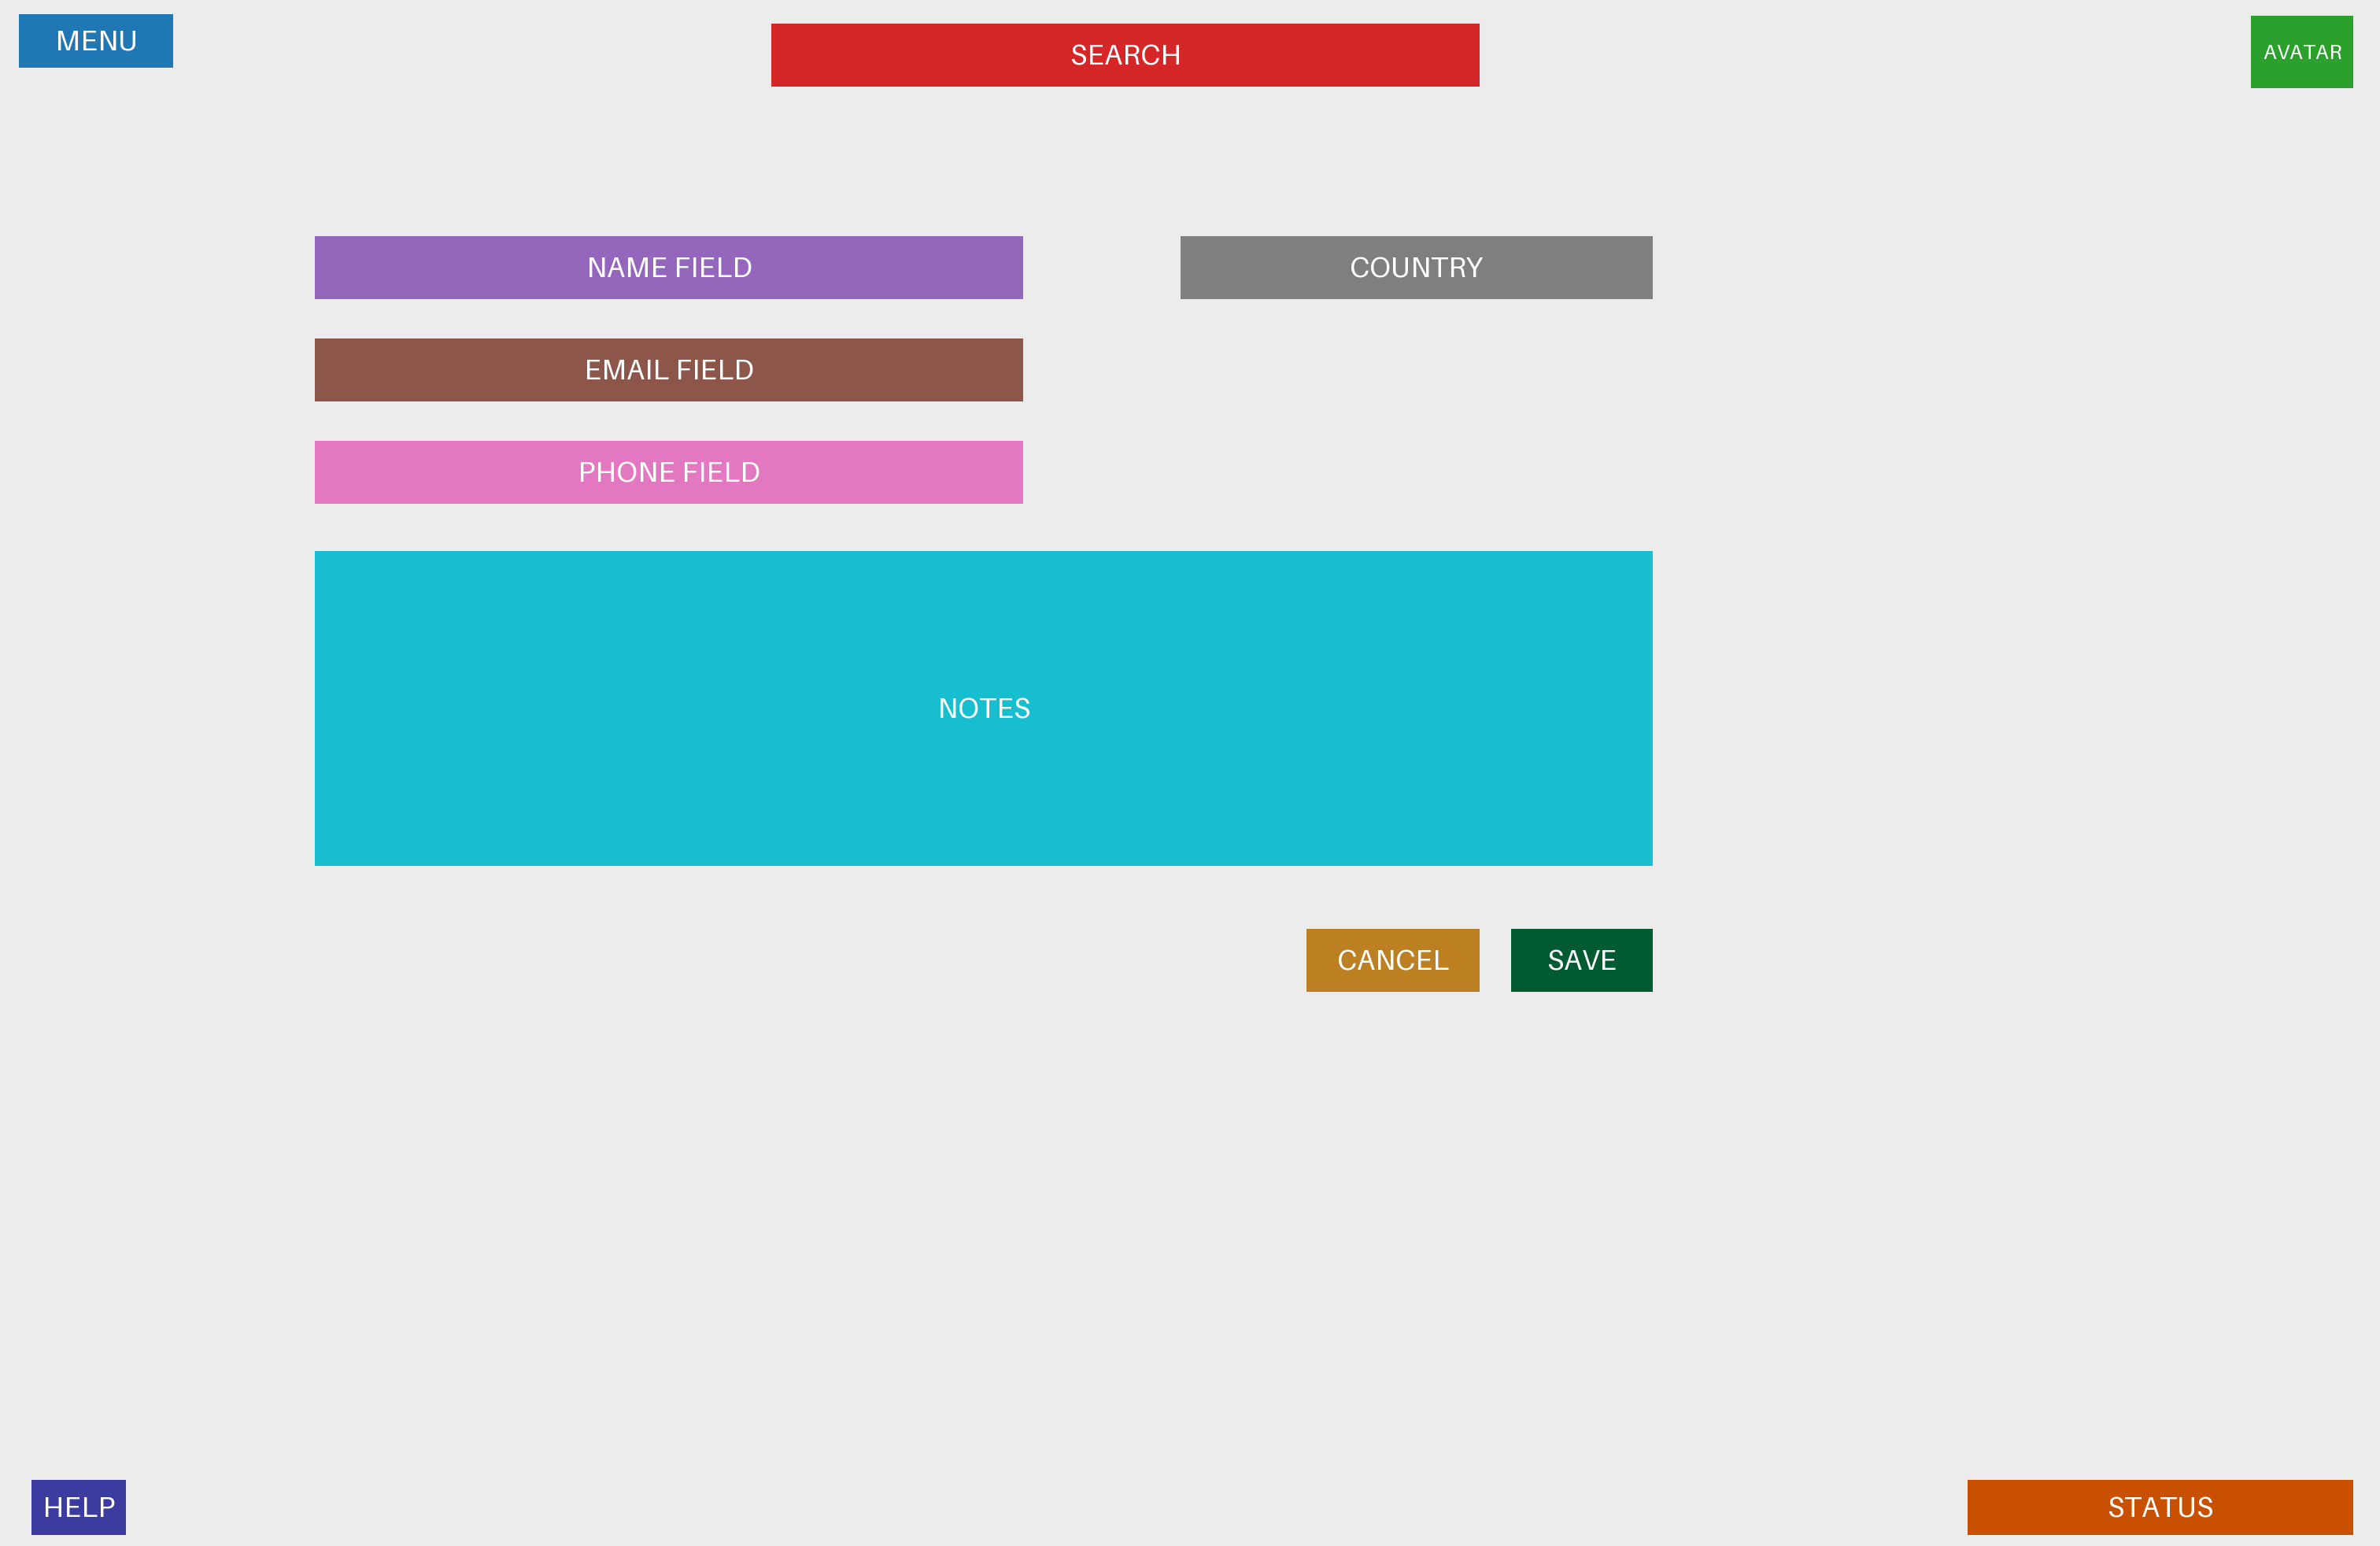 MENU
SEARCH
AVATAR
NAME FIELD
COUNTRY
EMAIL FIELD
PHONE FIELD
NOTES
CANCEL
SAVE
HELP
STATUS